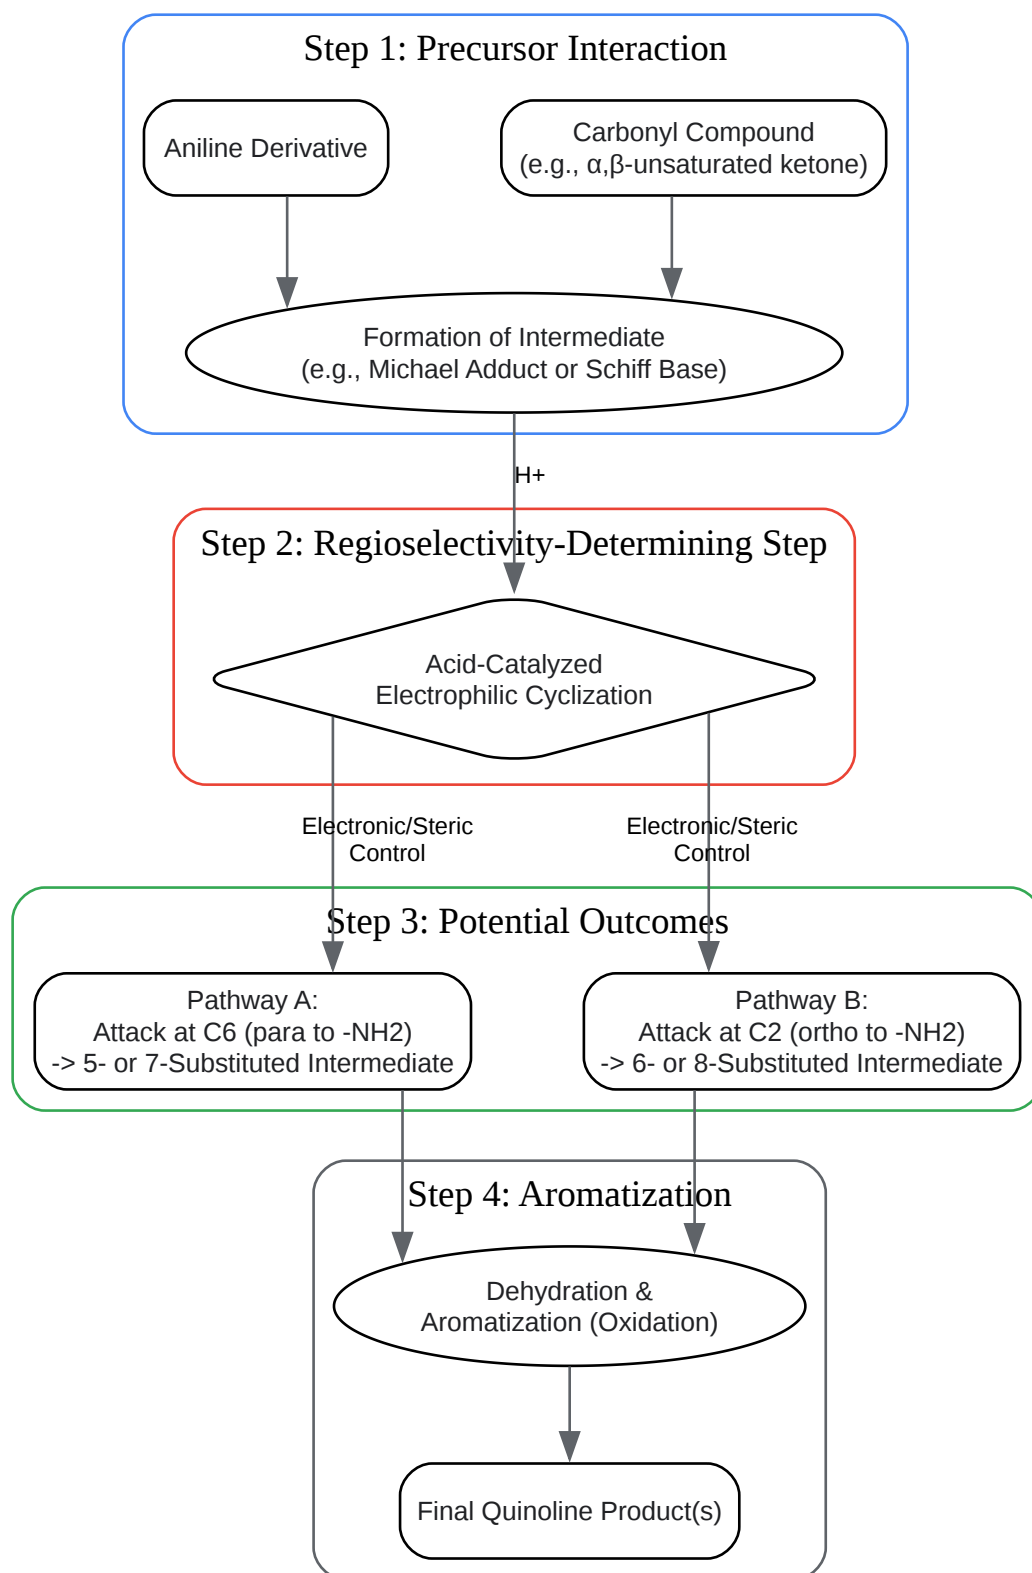 Step 1: Precursor Interaction
Aniline Derivative
Carbonyl Compound
(e.g., α,β-unsaturated ketone)
Formation of Intermediate
(e.g., Michael Adduct or Schiff Base)
H+
Step 2: Regioselectivity-Determining Step
Acid-Catalyzed
Electrophilic Cyclization
Electronic/Steric
Control
Electronic/Steric
Control
Step 3: Potential Outcomes
Pathway A:
Attack at C6 (para to -NH2)
-> 5- or 7-Substituted Intermediate
Pathway B:
Attack at C2 (ortho to -NH2)
-> 6- or 8-Substituted Intermediate
Step 4: Aromatization
Dehydration &
Aromatization (Oxidation)
Final Quinoline Product(s)